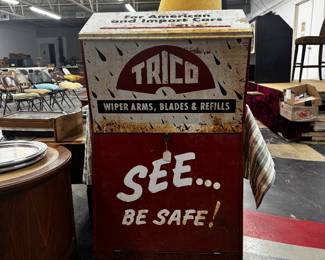 For American
and Import Cars
TRICO
WIPER ARMS, BLADES & REFILLS
SEE...
BE SAFE!